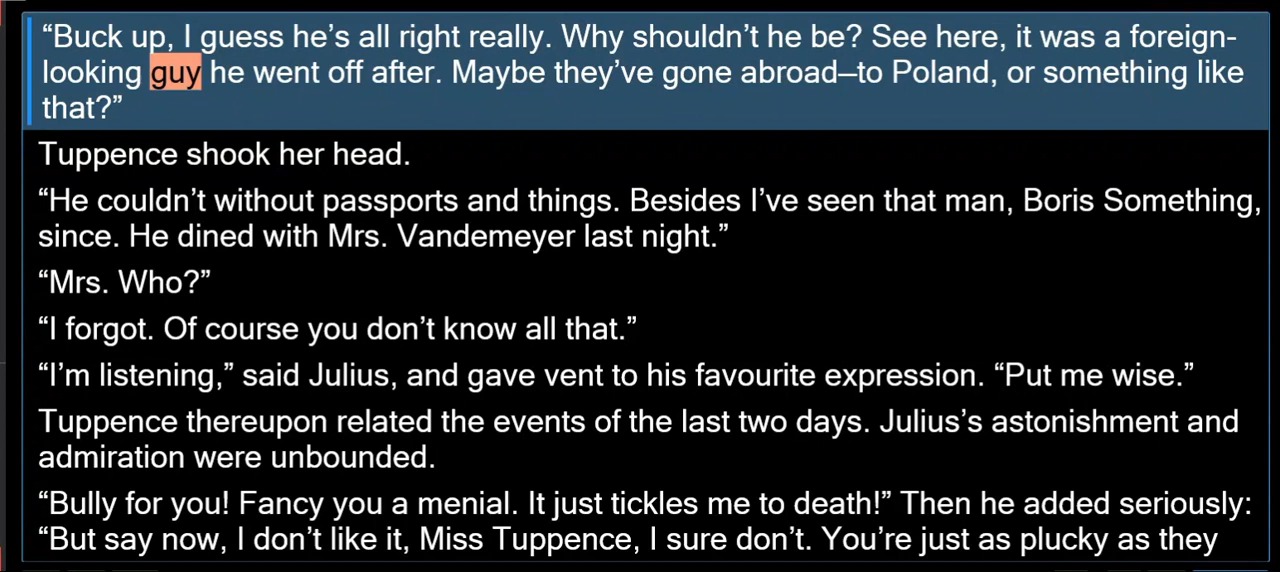 “Buck up, I guess he’s all right really. Why shouldn’t he be? See here, it was a foreign-
looking guy he went off after. Maybe they’ve gone abroad—to Poland, or something like
that?”
Tuppence shook her head.
“He couldn’t without passports and things. Besides I’ve seen that man, Boris Something,
since. He dined with Mrs. Vandemeyer last night.”
“Mrs. Who?”
“I forgot. Of course you don’t know all that.”
“I’m listening,” said Julius, and gave vent to his favourite expression. “Put me wise.”
Tuppence thereupon related the events of the last two days. Julius’s astonishment and
admiration were unbounded.
“Bully for you! Fancy you a menial. It just tickles me to death!” Then he added seriously:
“But say now, I don’t like it, Miss Tuppence, I sure don’t. You’re just as plucky as they